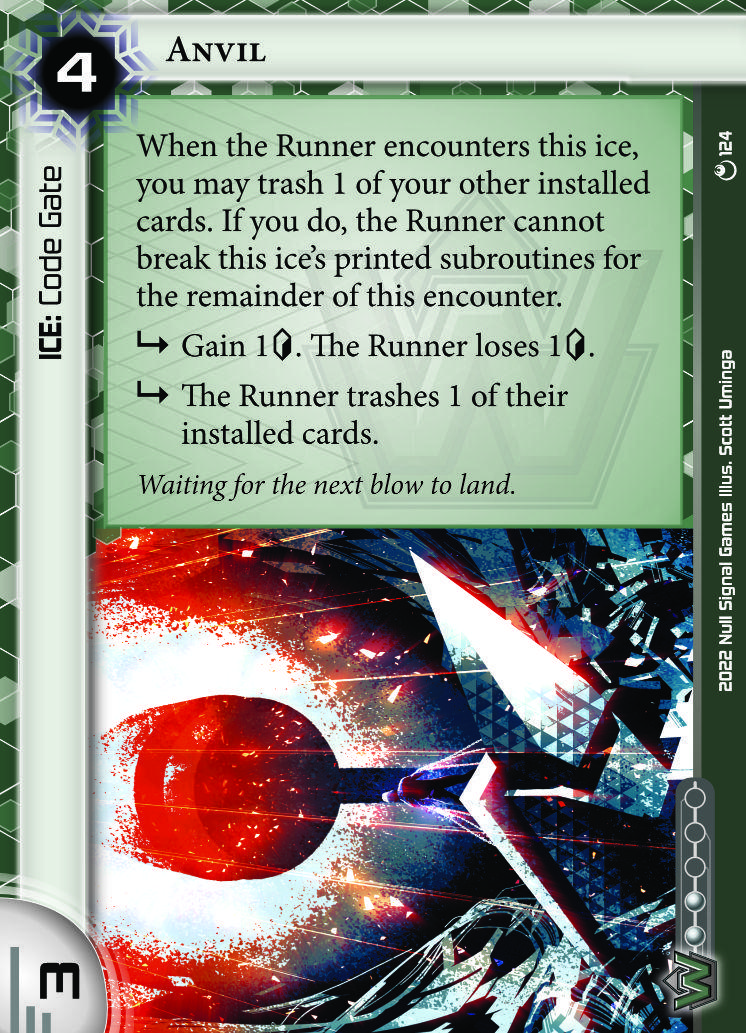 4
ANVIL
ICE: Code Gate
When the Runner encounters this ice,
you may trash 1 of your other installed
cards. If you do, the Runner cannot
break this ice’s printed subroutines for
the remainder of this encounter.
Gain 1. The Runner loses 1.
The Runner trashes 1 of their
installed cards.
Waiting for the next blow to land.
124
2022 Null Signal Games Illus. Scott Uminga
3
W